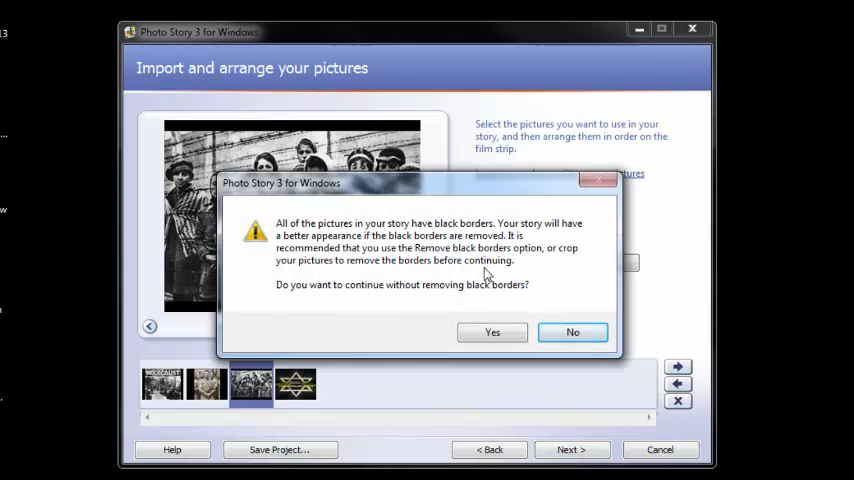 13
Photo Story 3 for Windows
Import and arrange your pictures
Select the pictures you want to use in your
story, and then arrange them in order on the
film strip.
Photo Story 3 for Windows
All of the pictures in your story have black borders. Your story will have
a better appearance if the black borders are removed. It is
recommended that you use the Remove black borders option, or crop
your pictures to remove the borders before continuing.
Do you want to continue without removing black borders?
Yes
No
HOLOCAUST
Help
Save Project...
< Back
Next >
Cancel